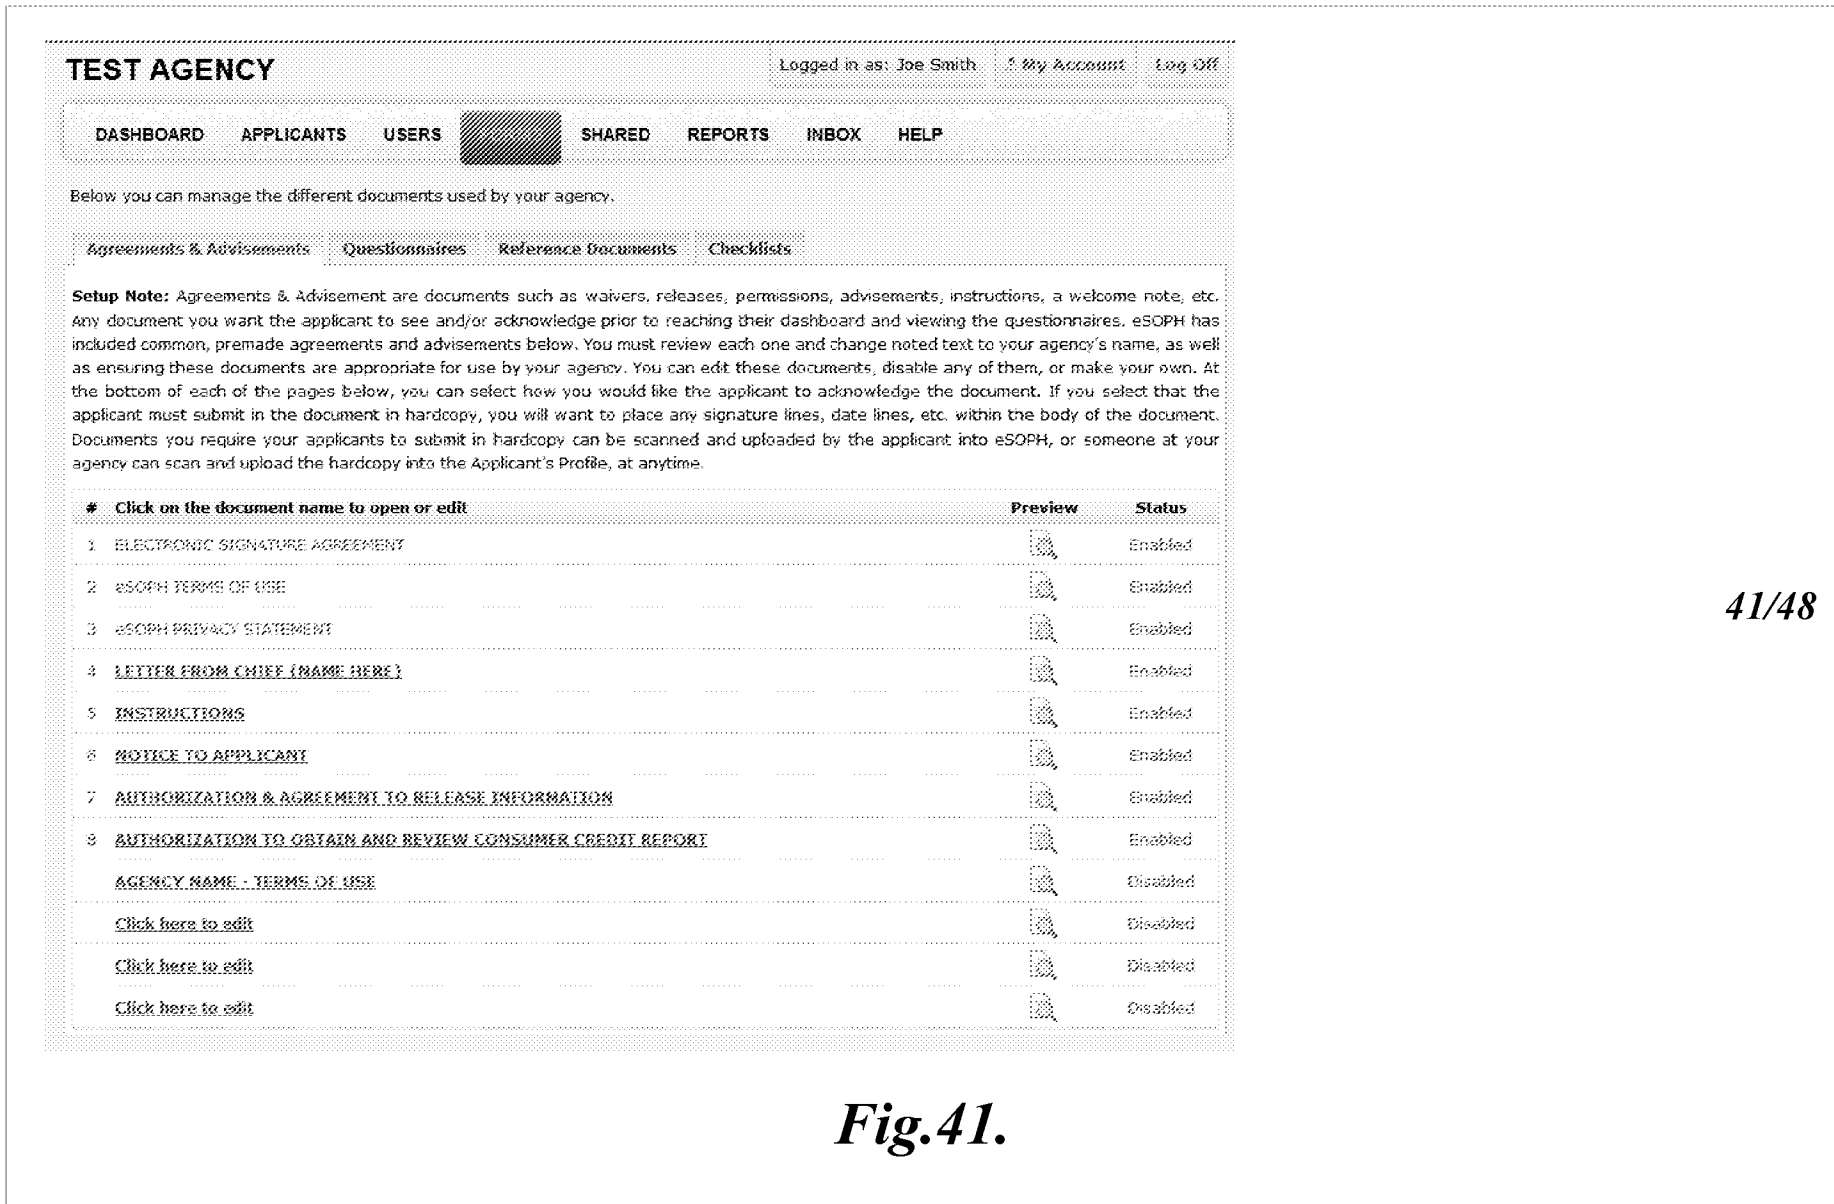 TEST AGENCY
Logged in as: Joe Smith
My Account
Log Off
DASHBOARD APPLICANTS USERS SHARED REPORTS INBOX HELP
Below you can manage the different documents used by your agency.
Agreements & Advisements Questionnaires Reference Documents Checklists
Setup Note: Agreements & Advisement are documents such as waivers, releases, permissions, advisements, instructions, a welcome note, etc.
Any document you want the applicant to see and/or acknowledge prior to reaching their dashboard and viewing the questionnaires. eSOPH has
included common, premade agreements and advisements below. You must review each one and change noted text to your agency's name, as well
as ensuring these documents are appropriate for use by your agency. You can edit these documents, disable any of them, or make your own. At
the bottom of each of the pages below, you can select how you would like the applicant to acknowledge the document. If you select that the
applicant must submit in the document in hardcopy, you will want to place any signature lines, date lines, etc. within the body of the document.
Documents you require your applicants to submit in hardcopy can be scanned and uploaded by the applicant into eSOPH, or someone at your
agency can scan and upload the hardcopy into the Applicant's Profile, at anytime.
# Click on the document name to open or edit Preview Status
1 ELECTRONIC SIGNATURE AGREEMENT Enabled
2 eSOPH TERMS OF USE Enabled
3 eSOPH PRIVACY STATEMENT Enabled
4 LETTER FROM CHIEF (NAME HERE) Enabled
5 INSTRUCTIONS Enabled
6 NOTICE TO APPLICANT Enabled
7 AUTHORIZATION & AGREEMENT TO RELEASE INFORMATION Enabled
8 AUTHORIZATION TO OBTAIN AND REVIEW CONSUMER CREDIT REPORT Enabled
AGENCY NAME - TERMS OF USE Disabled
Click here to edit Disabled
Click here to edit Disabled
Click here to edit Disabled
41/48
Fig.41.